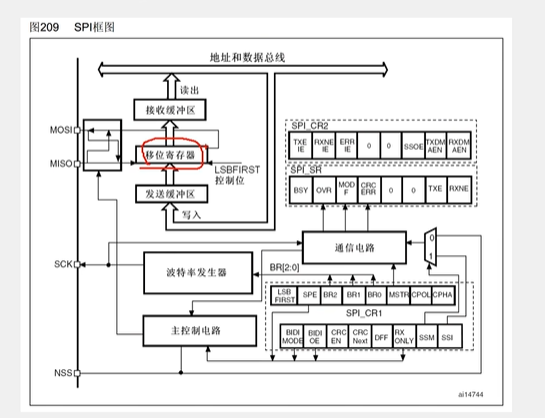 图209 SPI框图
地址和数据总线
读出
接收缓冲区
MOSI
SPI_CR2
TXE IE
RXNE IE
ERR IE
0
0
SSOE
TXDM AEN
RXDM AEN
移位寄存器
MISO
LSBFIRST
控制位
SPI_SR
BSY
OVR
MOD F
CRC ERR
0
0
TXE
RXNE
发送缓冲区
写入
通信电路
0
1
SCK
波特率发生器
BR[2:0]
LSB FIRST
SPE
BR2
BR1
BR0
MSTR
CPOL
CPHA
SPI_CR1
主控制电路
BIDI MODE
BIDI OE
CRC EN
CRC Next
DFF
RX ONLY
SSM
SSI
NSS
ai14744